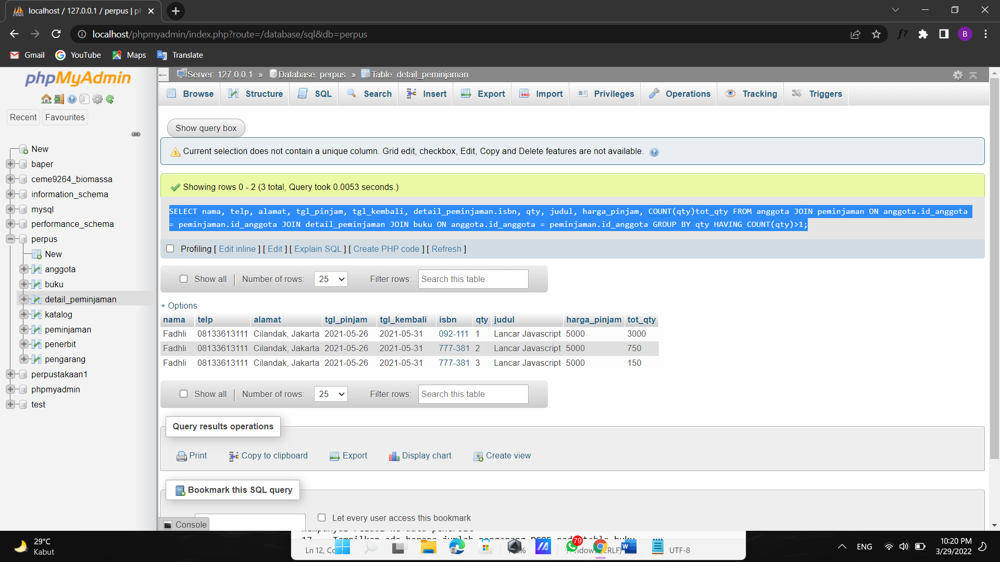 localhost / 127.0.0.1 / perpus | ph
localhost/phpmyadmin/index.php?route=/database/sql&db=perpus
f?
B
Gmail YouTube Maps Translate
phpMyAdmin
Recent Favourites
New
baper
ceme9264_biomassa
information_schema
mysql
performance_schema
perpus
New
anggota
buku
detail_peminjaman
katalog
peminjaman
penerbit
pengarang
perpustakaan1
phpmyadmin
test
Server: 127.0.0.1 » Database: perpus » Table: detail_peminjaman
Browse Structure SQL Search Insert Export Import Privileges Operations Tracking Triggers
Show query box
Current selection does not contain a unique column. Grid edit, checkbox, Edit, Copy and Delete features are not available.
Showing rows 0 - 2 (3 total, Query took 0.0053 seconds.)
SELECT nama, telp, alamat, tgl_pinjam, tgl_kembali, detail_peminjaman.isbn, qty, judul, harga_pinjam, COUNT(qty)tot_qty FROM anggota JOIN peminjaman ON anggota.id_anggota
= peminjaman.id_anggota JOIN detail_peminjaman JOIN buku ON anggota.id_anggota = peminjaman.id_anggota GROUP BY qty HAVING COUNT(qty)>1;
Profiling [ Edit inline ] [ Edit ] [ Explain SQL ] [ Create PHP code ] [ Refresh ]
Show all Number of rows: 25 Filter rows: Search this table
+ Options
nama telp alamat tgl_pinjam tgl_kembali isbn qty judul harga_pinjam tot_qty
Fadhli 08133613111 Cilandak, Jakarta 2021-05-26 2021-05-31 092-111 1 Lancar Javascript 5000 3000
Fadhli 08133613111 Cilandak, Jakarta 2021-05-26 2021-05-31 777-381 2 Lancar Javascript 5000 750
Fadhli 08133613111 Cilandak, Jakarta 2021-05-26 2021-05-31 777-381 3 Lancar Javascript 5000 150
Show all Number of rows: 25 Filter rows: Search this table
Query results operations
Print Copy to clipboard Export Display chart Create view
Bookmark this SQL query
Let every user access this bookmark
Console
29°C
Kabut
Ln 12, Co
79
UTF-8
ENG
10:20 PM
3/29/2022